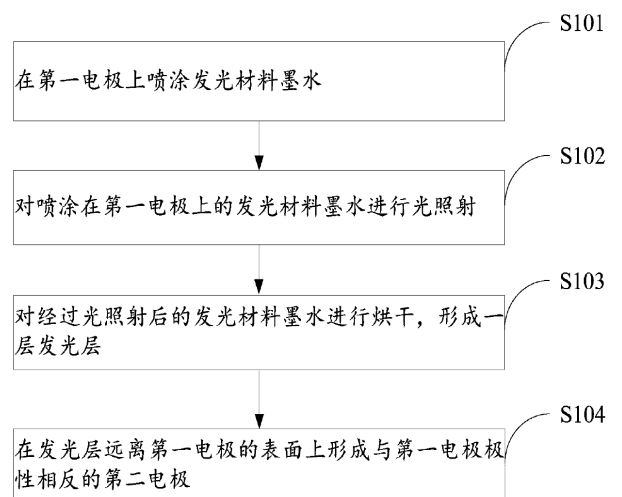 S101
在第一电极上喷涂发光材料墨水
S102
对喷涂在第一电极上的发光材料墨水进行光照射
S103
对经过光照射后的发光材料墨水进行烘干，形成一
层发光层
S104
在发光层远离第一电极的表面上形成与第一电极极
性相反的第二电极